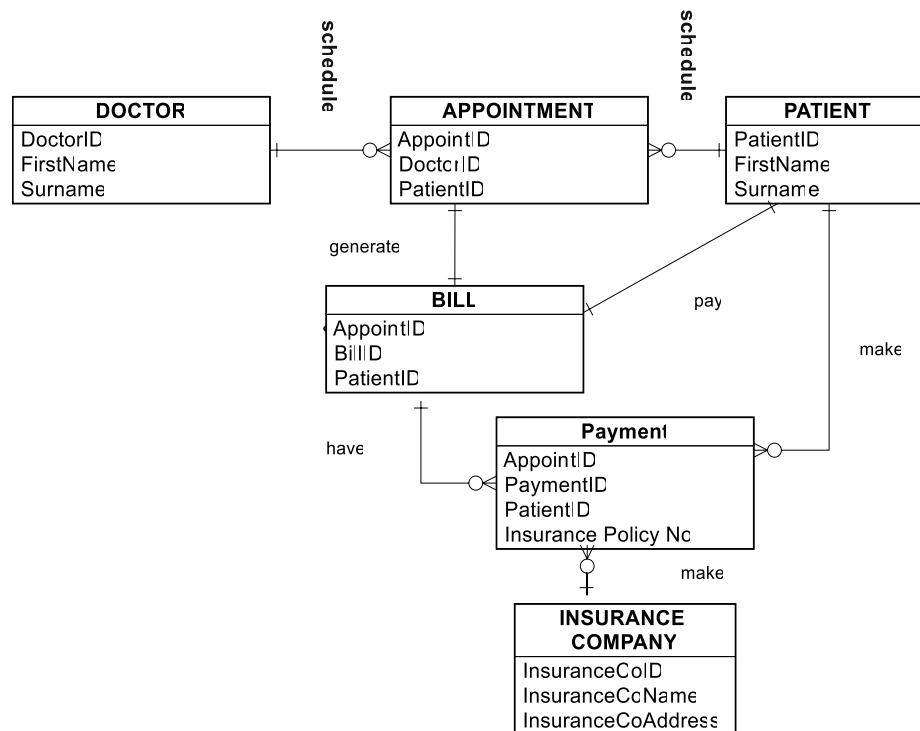 schedule
schedule
DOCTOR
DoctorID
FirstName
Surname
APPOINTMENT
AppointID
DoctorID
PatientID
PATIENT
PatientID
FirstName
Surname
generate
BILL
AppointID
BillID
PatientID
pay
make
have
Payment
AppointID
PaymentID
PatientID
Insurance Policy No
make
INSURANCE
COMPANY
InsuranceCoID
InsuranceCoName
InsuranceCoAddress